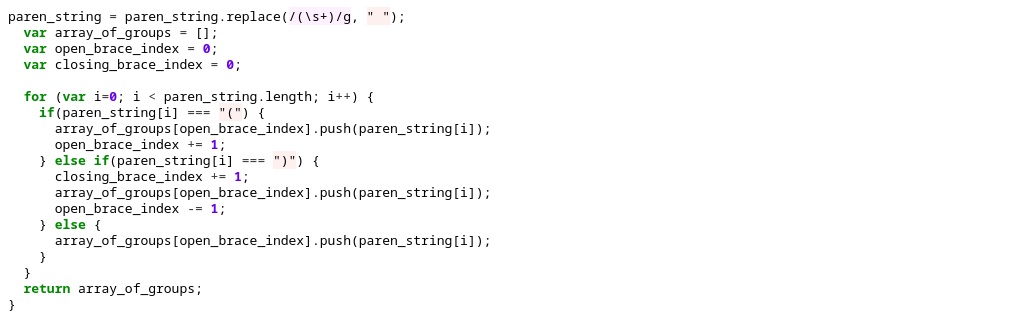 paren_string = paren_string.replace(/(\s+)/g, " ");
  var array_of_groups = [];
  var open_brace_index = 0;
  var closing_brace_index = 0;

  for (var i=0; i < paren_string.length; i++) {
    if(paren_string[i] === "(") {
      array_of_groups[open_brace_index].push(paren_string[i]);
      open_brace_index += 1;
    } else if(paren_string[i] === ")") {
      closing_brace_index += 1;
      array_of_groups[open_brace_index].push(paren_string[i]);
      open_brace_index -= 1;
    } else {
      array_of_groups[open_brace_index].push(paren_string[i]);
    }
  }
  return array_of_groups;
}